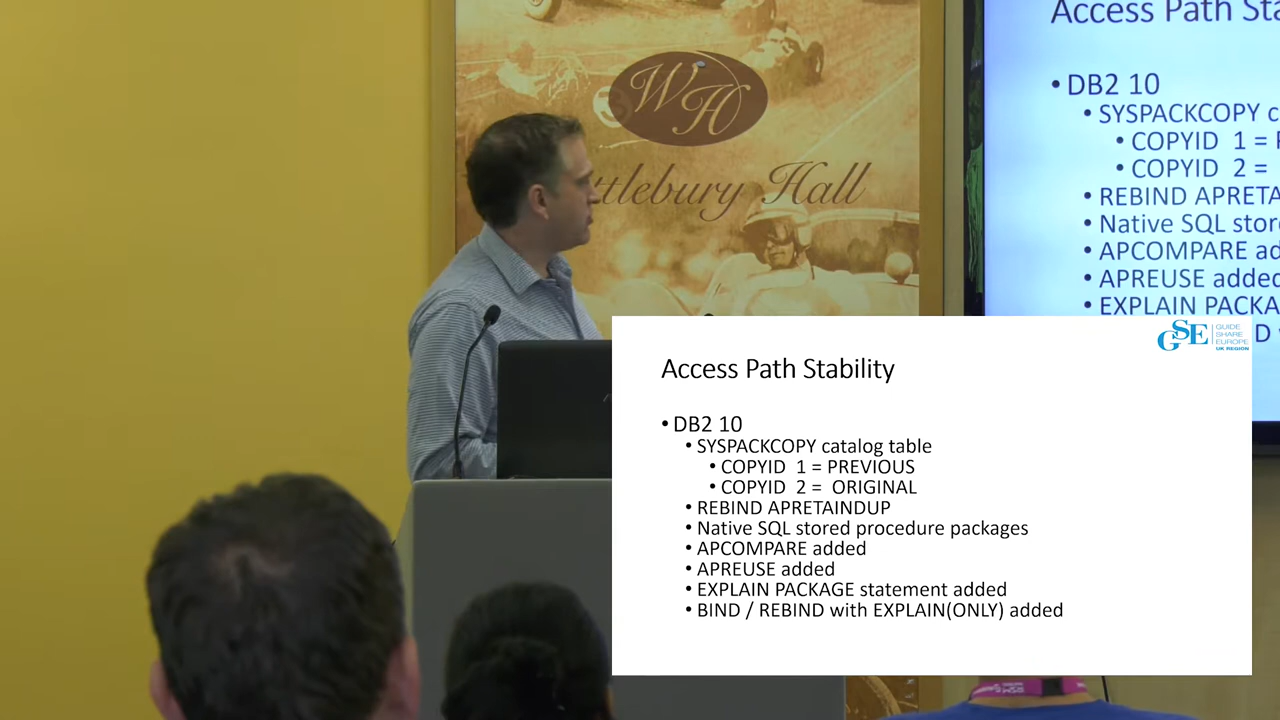 WH
ttlebury Hall
Access Path Sta
• DB2 10
• SYSPACKCOPY c
• COPYID 1 = P
• COPYID 2 =
• REBIND APRETA
• Native SQL stor
• APCOMPARE ad
• APREUSE added
• EXPLAIN PACKA
D
GSE GUIDE
SHARE
EUROPE
UK REGION
Access Path Stability
• DB2 10
• SYSPACKCOPY catalog table
• COPYID 1 = PREVIOUS
• COPYID 2 = ORIGINAL
• REBIND APRETAINDUP
• Native SQL stored procedure packages
• APCOMPARE added
• APREUSE added
• EXPLAIN PACKAGE statement added
• BIND / REBIND with EXPLAIN(ONLY) added